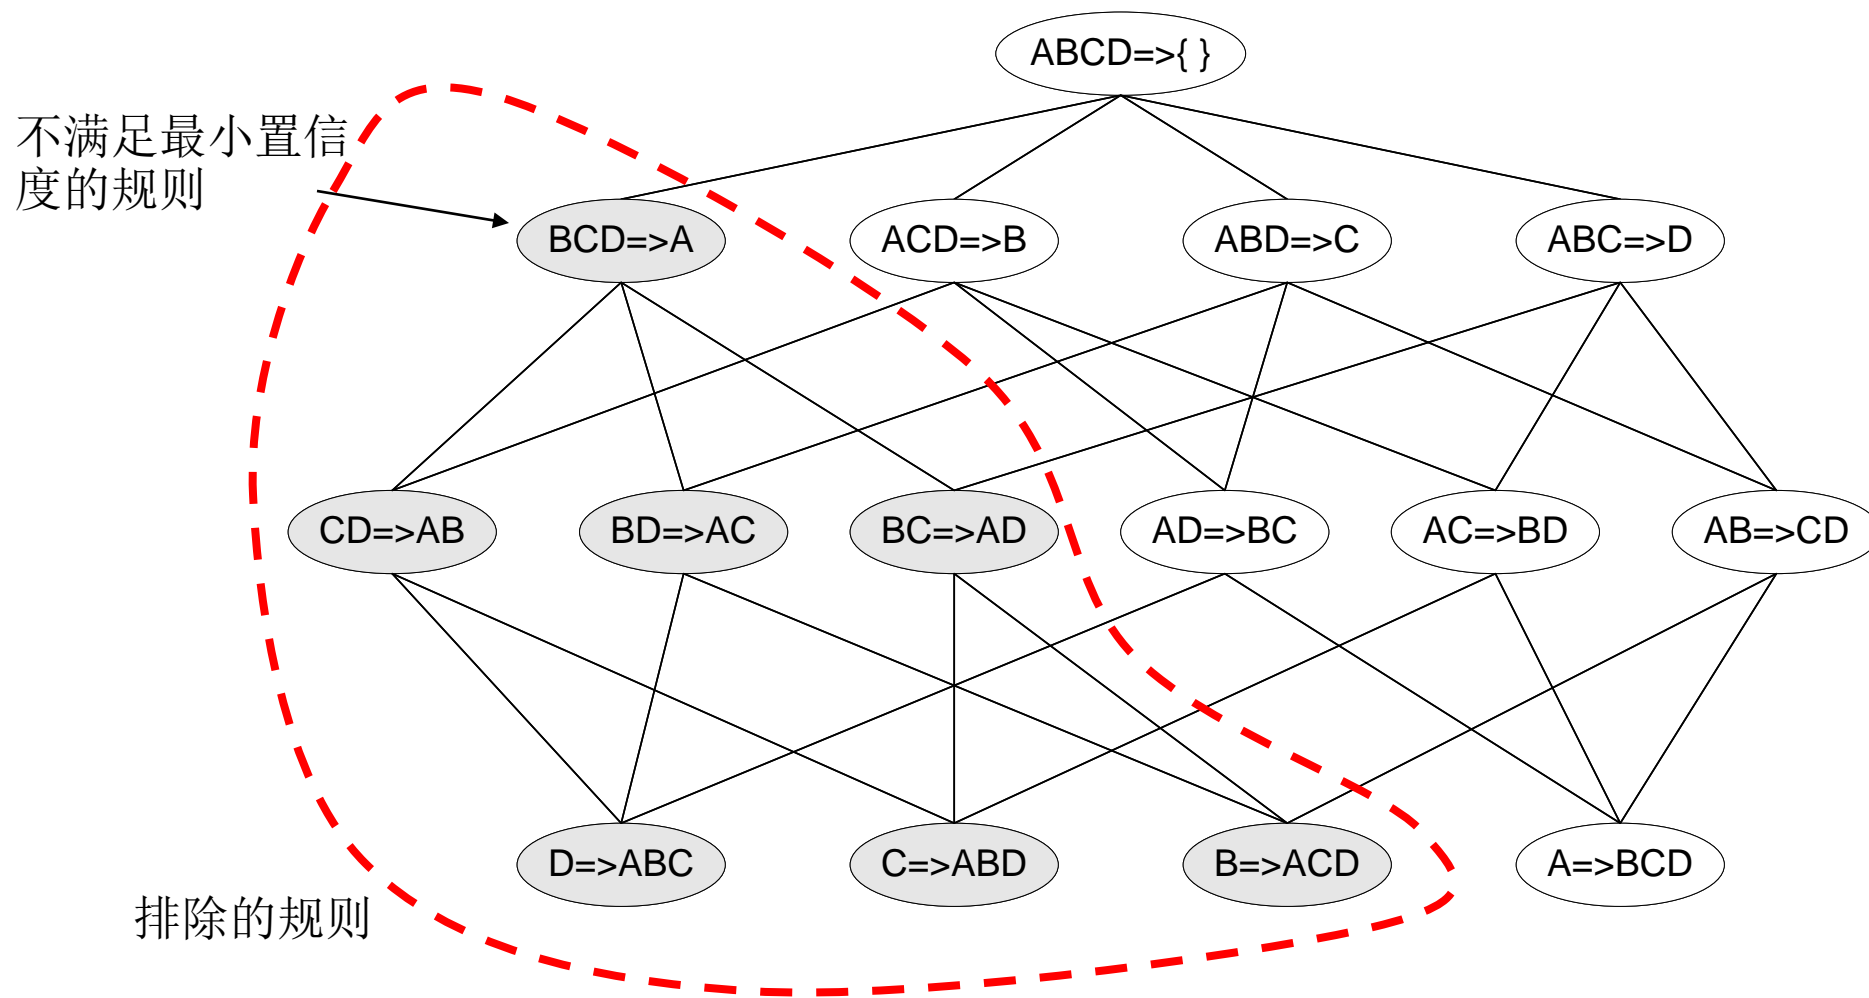 ABCD=>{ }
不满足最小置信
度的规则
BCD=>A
ACD=>B
ABD=>C
ABC=>D
CD=>AB
BD=>AC
BC=>AD
AD=>BC
AC=>BD
AB=>CD
D=>ABC
C=>ABD
B=>ACD
A=>BCD
排除的规则